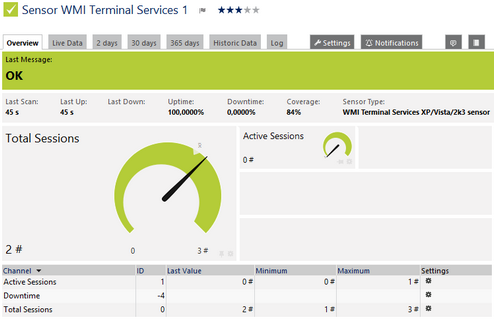 Sensor WMI Terminal Services 1
Overview Live Data 2 days 30 days 365 days Historic Data Log Settings Notifications
Last Message:
OK
Last Scan: Last Up: Last Down: Uptime: Downtime: Coverage: Sensor Type:
45 s 45 s 100,0000% 0,0000% 84% WMI Terminal Services XP/Vista/2k3 sensor
Total Sessions
2 #
0 3 #
Active Sessions
0 #
Channel ID Last Value Minimum Maximum Settings
Active Sessions 1 0 # 0 # 1 #
Downtime -4
Total Sessions 0 2 # 1 # 3 #